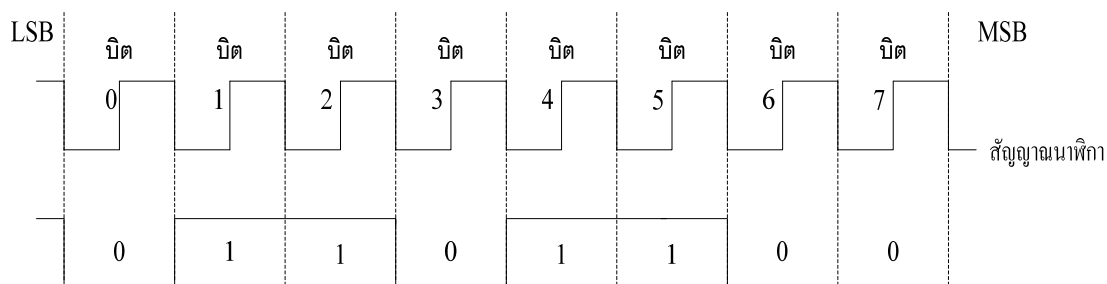 LSB MSB
บิต บิต บิต บิต บิต บิต บิต บิต
0 1 2 3 4 5 6 7
สัญญาณนาฬิกา
0 1 1 0 1 1 0 0